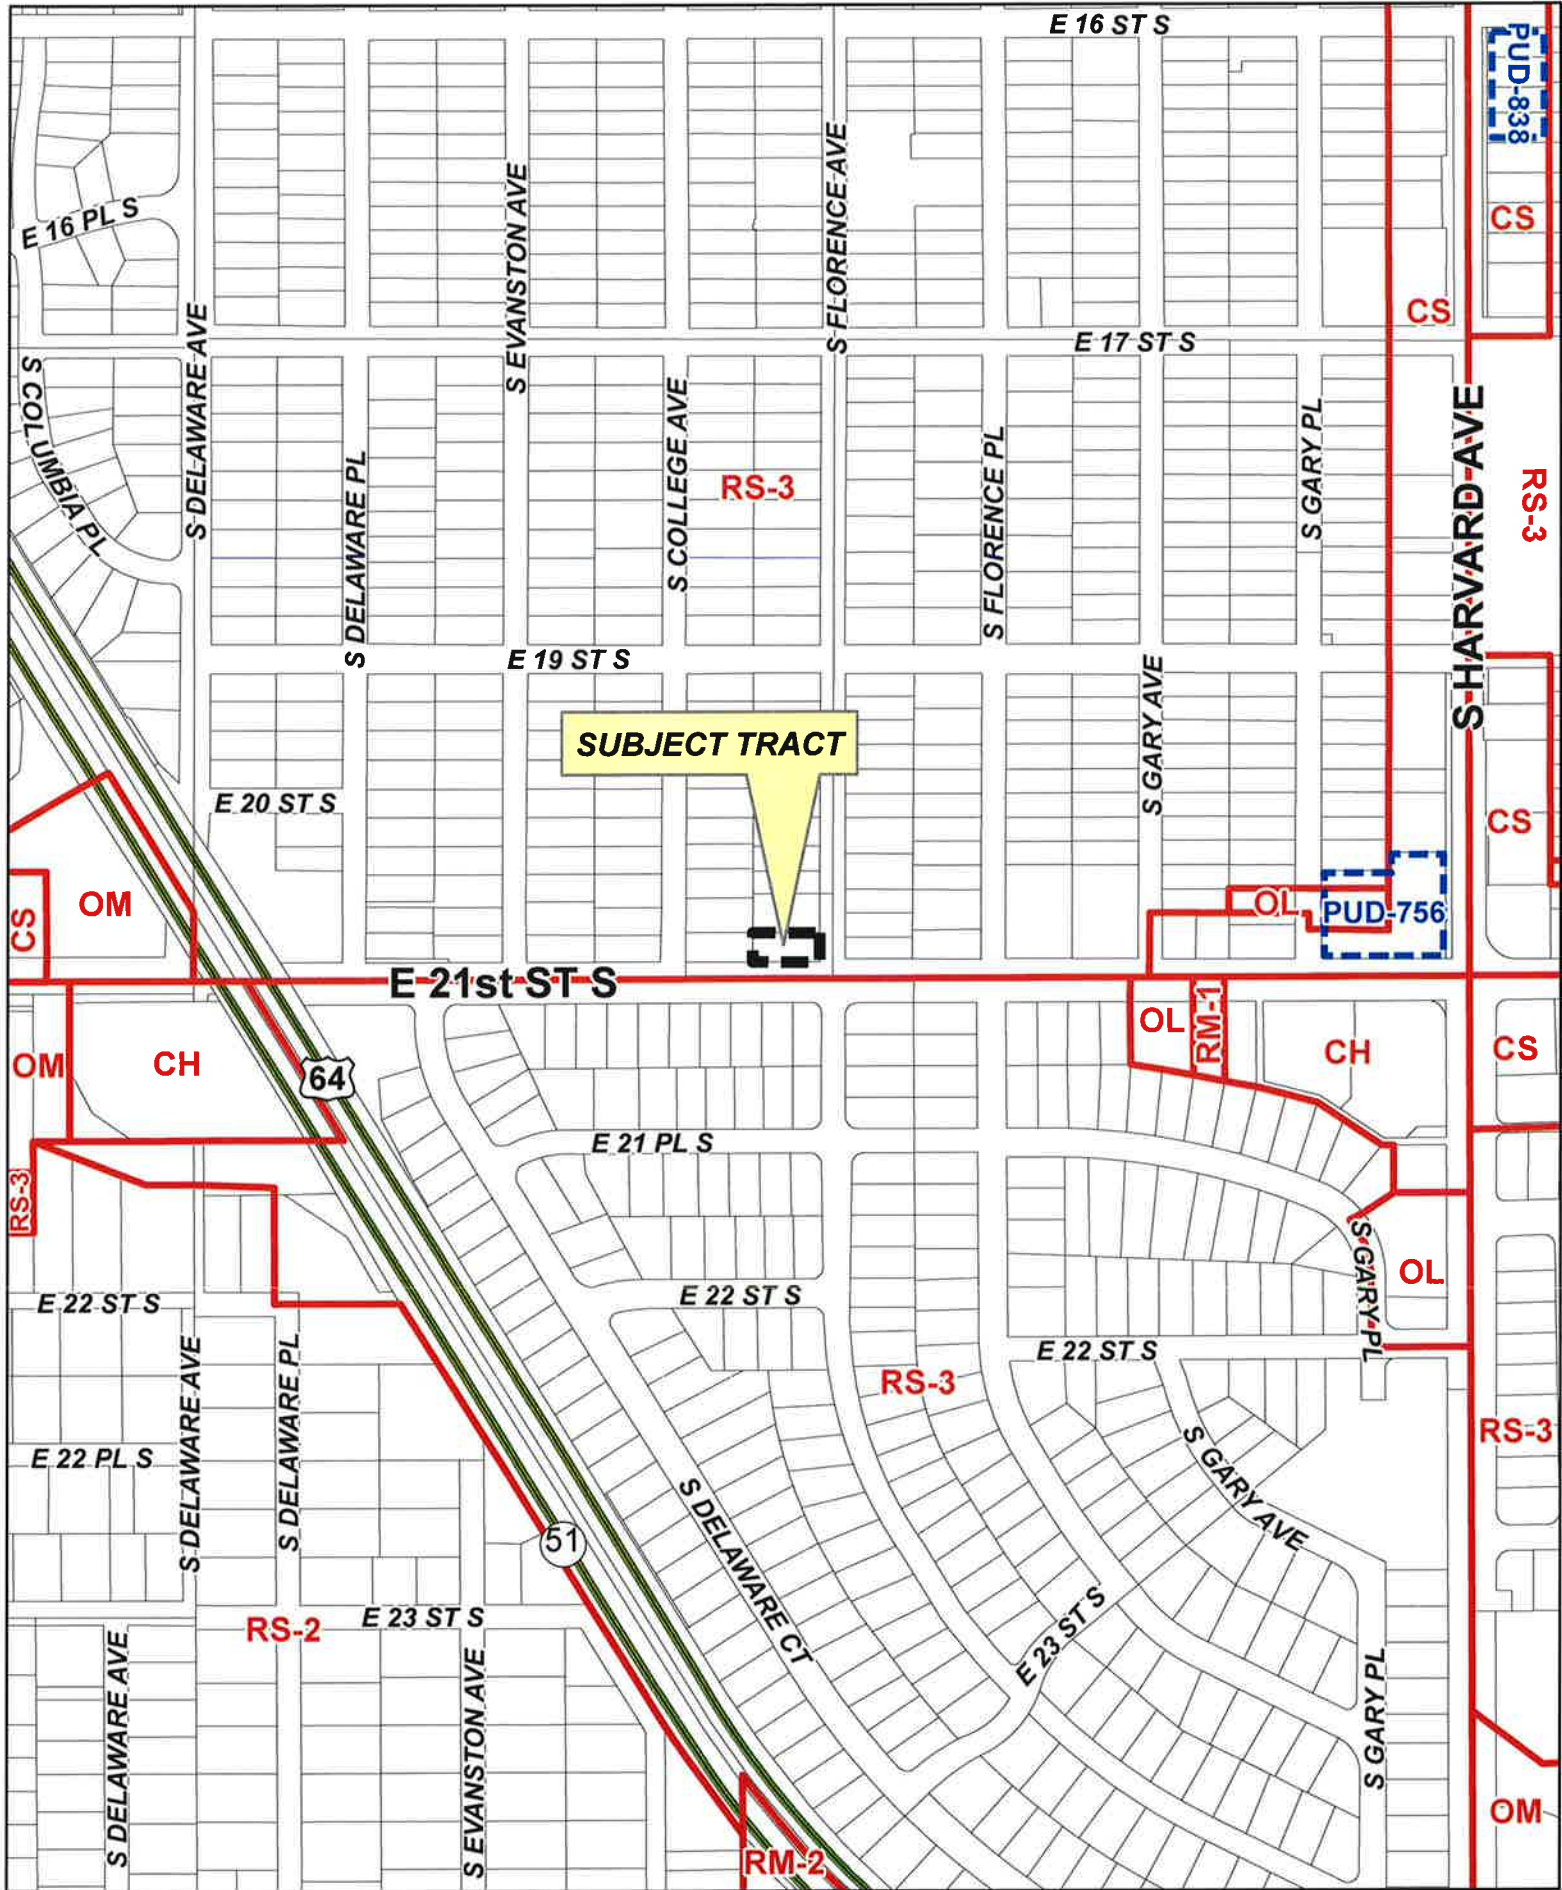 E 16 ST S
PUD-838
E 16 PL S
CS
S EVANSTON AVE
S FLORENCE AVE
CS
S DELAWARE AVE
E 17 ST S
S COLUMBIA PL
S COLLEGE AVE
S DELAWARE PL
RS-3
S FLORENCE PL
S GARY PL
S HARVARD AVE
RS-3
E 19 ST S
SUBJECT TRACT
S GARY AVE
E 20 ST S
CS
OM
CS
OL
PUD-756
E 21st ST S
OL
RM-1
CH
CS
OM
CH
64
E 21 PL S
RS-3
S GARY PL
OL
E 22 ST S
E 22 ST S
E 22 ST S
S DELAWARE AVE
S DELAWARE PL
RS-3
RS-3
E 22 PL S
S GARY AVE
51
S DELAWARE CT
E 23 ST S
RS-2
E 23 ST S
S DELAWARE AVE
S EVANSTON AVE
S GARY PL
OM
RM-2